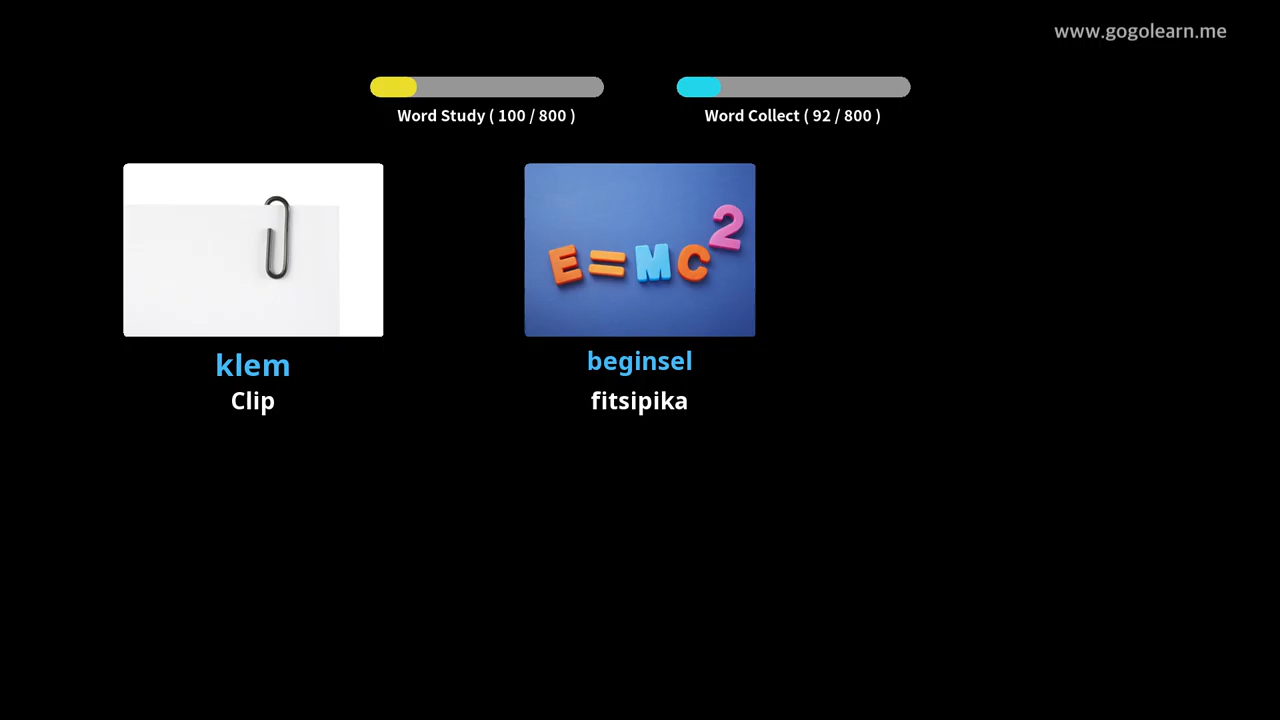 www.gogolearn.me
Word Study ( 100 / 800 )
Word Collect ( 92 / 800 )
E=MC2
klem
Clip
beginsel
fitsipika